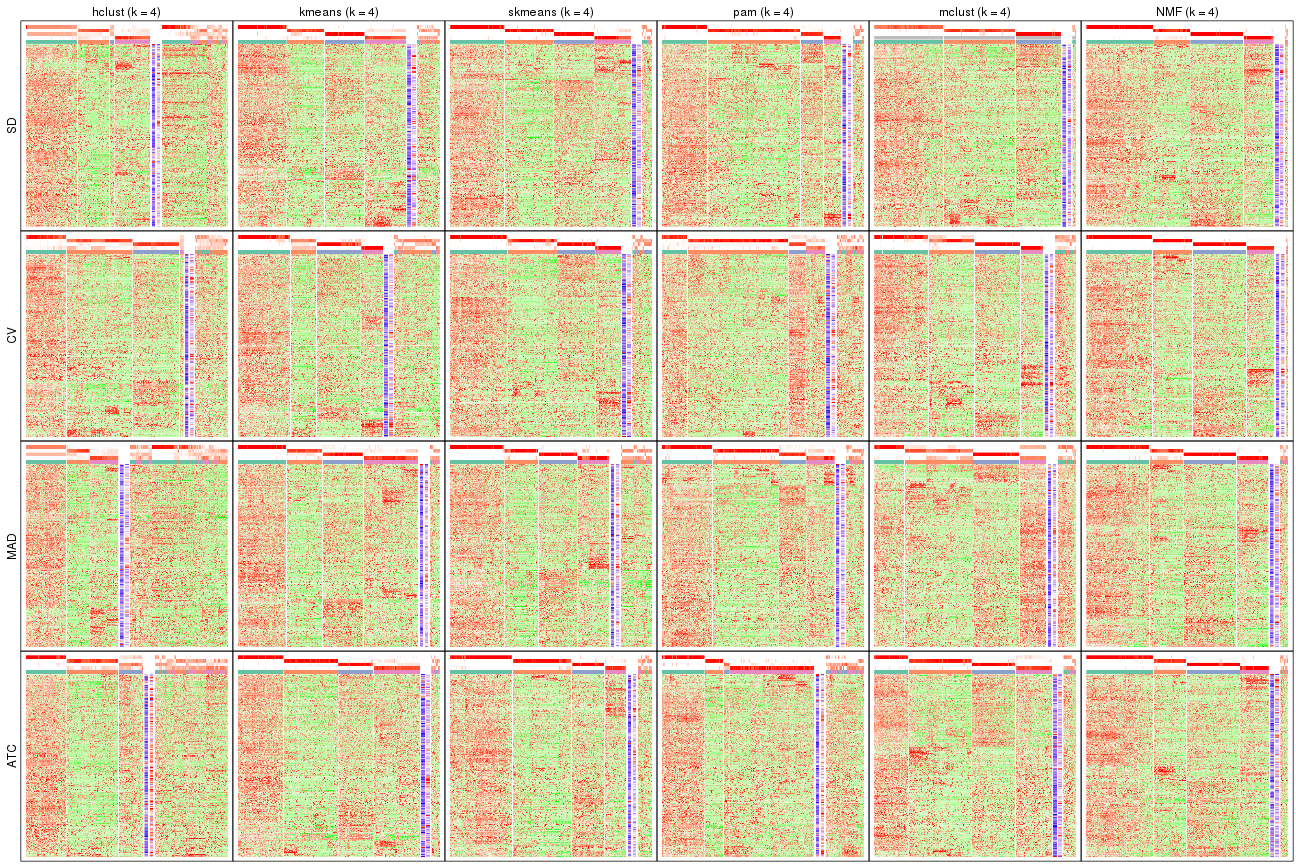 hclust (k = 4) kmeans (k = 4) skmeans (k = 4) pam (k = 4) mclust (k = 4) NMF (k = 4)
SD
CV
MAD
ATC